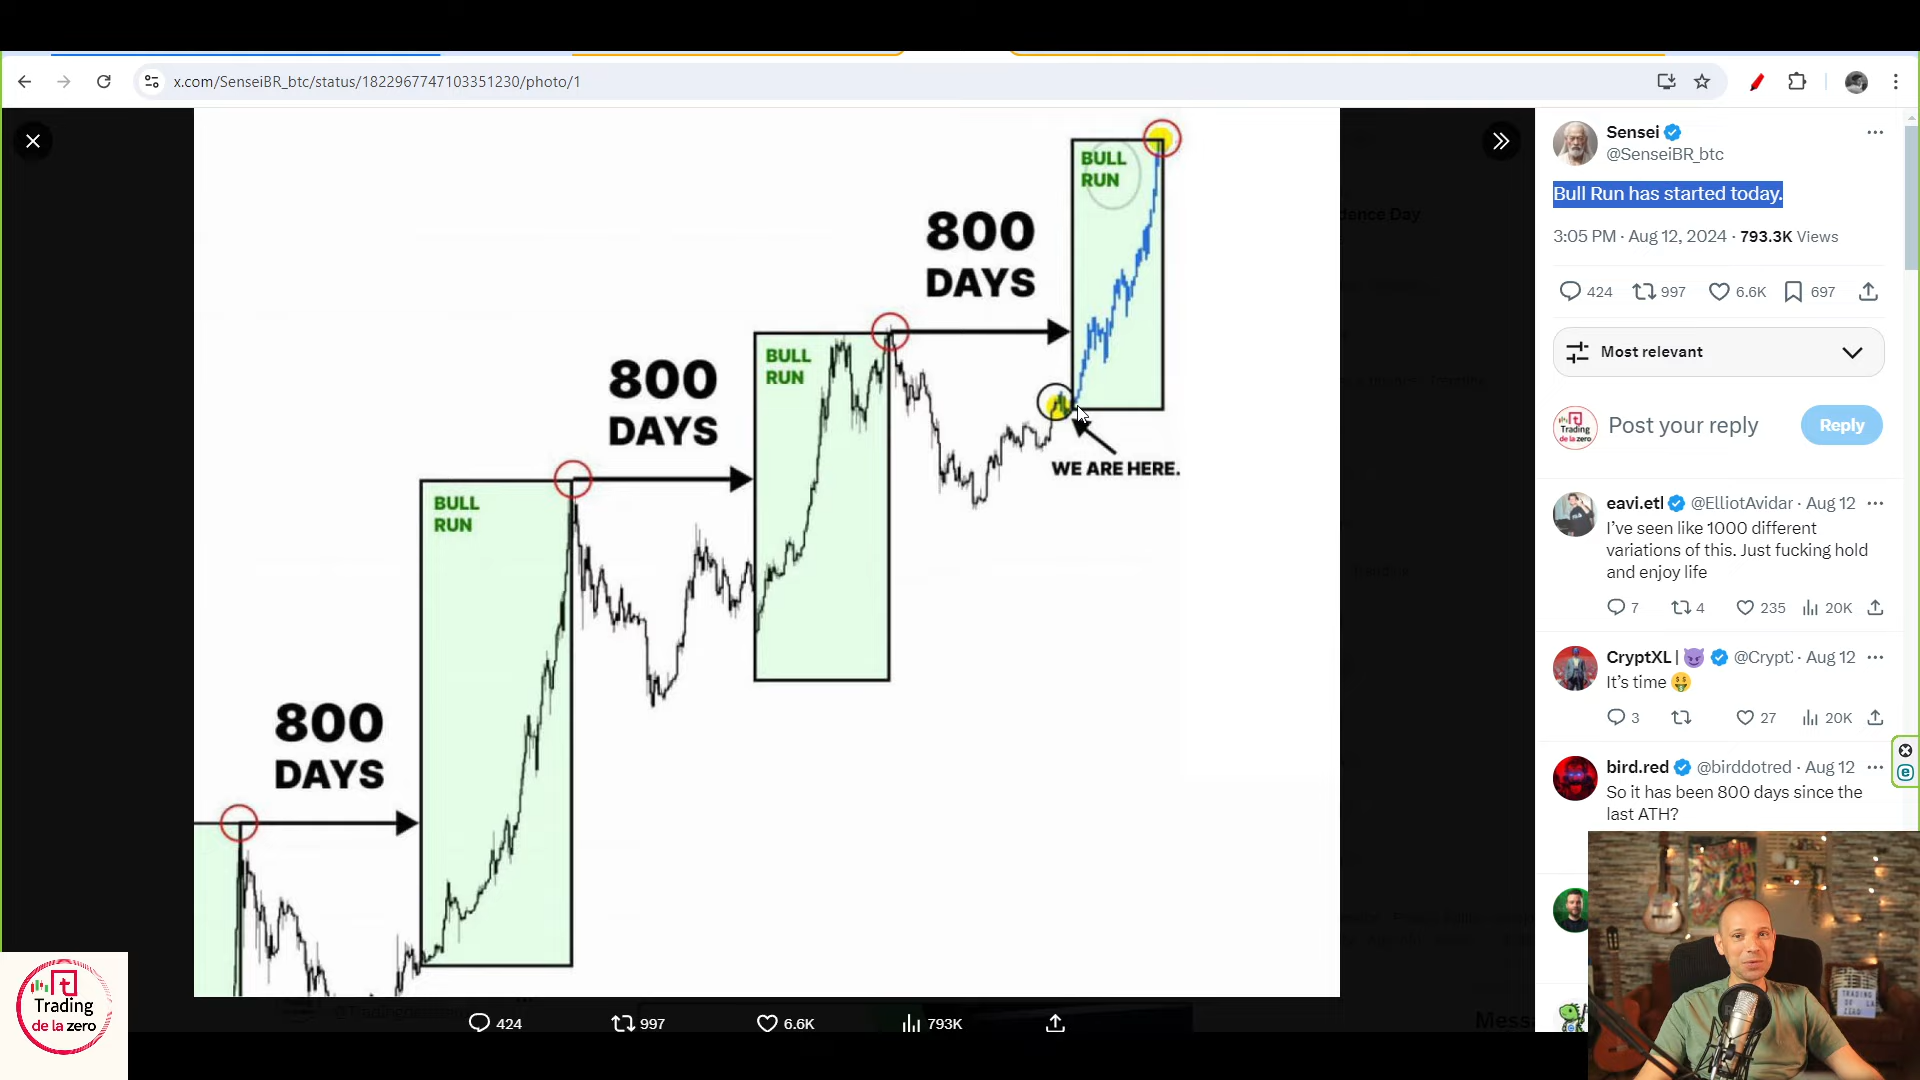 x.com/SenseiBR_btc/status/1822967747103351230/photo/1
BULL
RUN
800
DAYS
WE ARE HERE.
BULL
RUN
800
DAYS
BULL
RUN
800
DAYS
424
997
6.6K
793K
Trading
de la zero
Sensei
@SenseiBR_btc
Bull Run has started today.
3:05 PM · Aug 12, 2024 · 793.3K Views
424
997
6.6K
697
Most relevant
Trading
de la zero
Post your reply
Reply
eavi.etl @ElliotAvidar · Aug 12
I've seen like 1000 different
variations of this. Just fucking hold
and enjoy life
7
4
235
20K
CryptXL | @Crypt · Aug 12
It's time
3
27
20K
bird.red @birddotred · Aug 12
So it has been 800 days since the
last ATH?